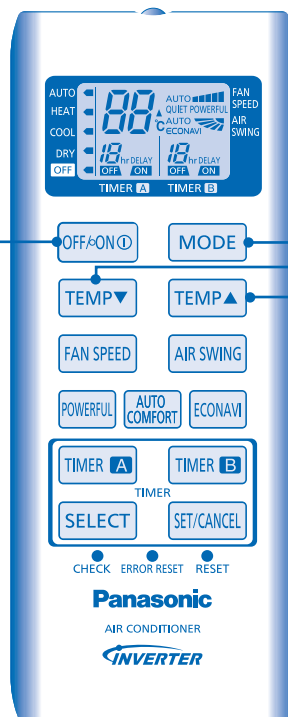 AUTO
HEAT
COOL
DRY
OFF
88
°C
AUTO
QUIET POWERFUL
AUTO
ECONAVI
FAN
SPEED
AIR
SWING
18 hr DELAY
OFF ON
18 hr DELAY
OFF ON
TIMER A TIMER B
OFF/ON
MODE
TEMP▼
TEMP▲
FAN SPEED
AIR SWING
POWERFUL
AUTO
COMFORT
ECONAVI
TIMER A
TIMER B
TIMER
SELECT
SET/CANCEL
CHECK ERROR RESET RESET
Panasonic
AIR CONDITIONER
INVERTER